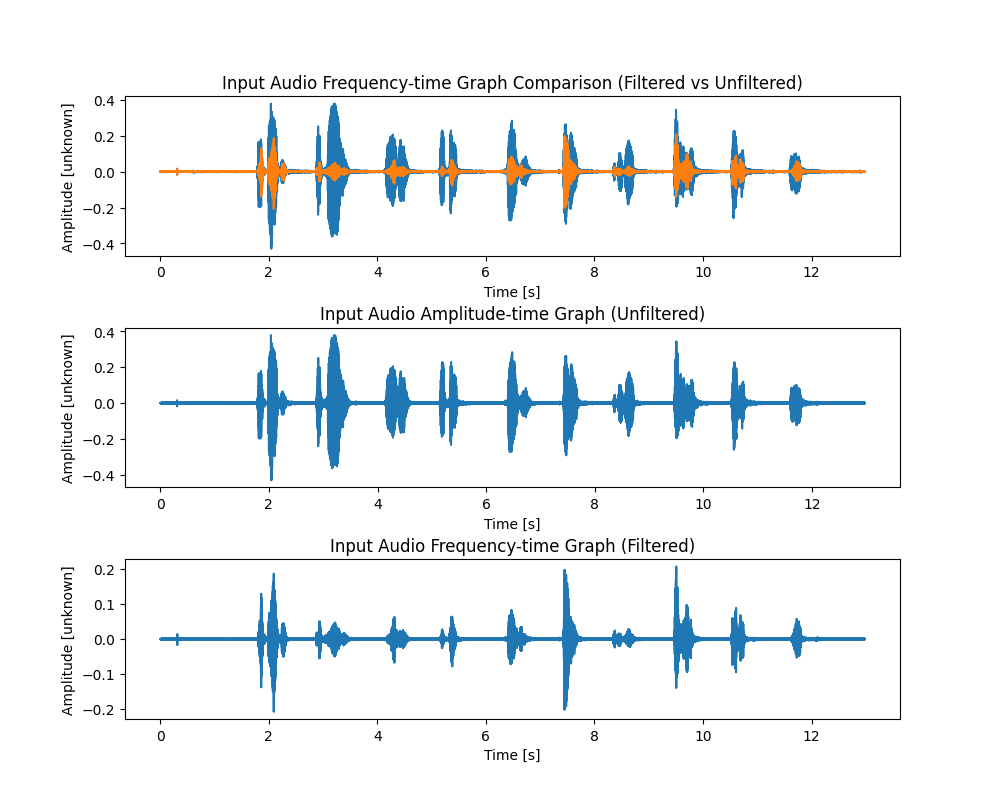 Input Audio Frequency-time Graph Comparison (Filtered vs Unfiltered)
Amplitude [unknown]
0.4
0.2
0.0
−0.2
−0.4
0 2 4 6 8 10 12
Time [s]
Input Audio Amplitude-time Graph (Unfiltered)
Amplitude [unknown]
0.4
0.2
0.0
−0.2
−0.4
0 2 4 6 8 10 12
Time [s]
Input Audio Frequency-time Graph (Filtered)
Amplitude [unknown]
0.2
0.1
0.0
−0.1
−0.2
0 2 4 6 8 10 12
Time [s]